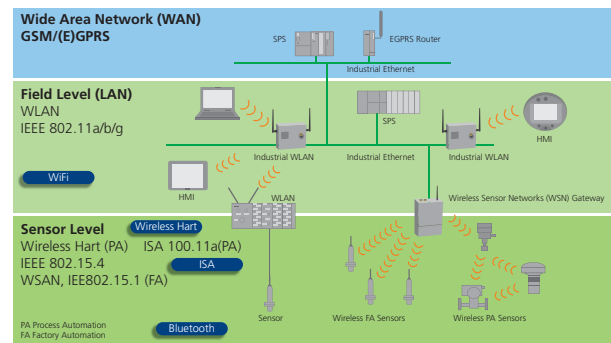 Wide Area Network (WAN)
GSM/(E)GPRS
SPS
EGPRS Router
Industrial Ethernet
Field Level (LAN)
WLAN
IEEE 802.11a/b/g
SPS
HMI
Industrial WLAN
Industrial Ethernet
Industrial WLAN
WiFi
HMI
WLAN
Wireless Sensor Networks (WSN) Gateway
Sensor Level
Wireless Hart
Wireless Hart (PA) ISA 100.11a(PA)
IEEE 802.15.4
ISA
WSAN, IEE802.15.1 (FA)
Sensor
Wireless FA Sensors
Wireless PA Sensors
PA Process Automation
FA Factory Automation
Bluetooth